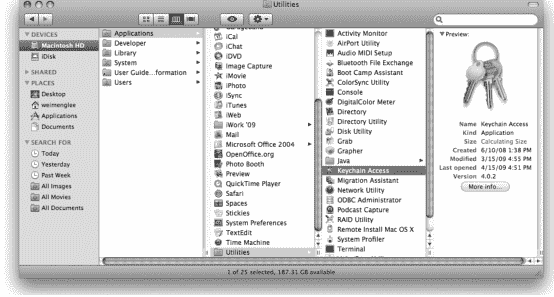 Utilities
DEVICES
Macintosh HD
iDisk
SHARED
PLACES
Desktop
weimenglee
Applications
Documents
SEARCH FOR
Today
Yesterday
Past Week
All Images
All Movies
All Documents
Applications
Developer
Library
System
User Guide...formation
Users
iCal
iChat
iDVD
Image Capture
iMovie
iPhoto
iSync
iTunes
iWeb
iWork '09
Mail
Microsoft Office 2004
OpenOffice.org
Photo Booth
Preview
QuickTime Player
Safari
Spaces
Stickies
System Preferences
TextEdit
Time Machine
Utilities
Activity Monitor
AirPort Utility
Audio MIDI Setup
Bluetooth File Exchange
Boot Camp Assistant
ColorSync Utility
Console
DigitalColor Meter
Directory
Directory Utility
Disk Utility
Grab
Grapher
Java
Keychain Access
Migration Assistant
Network Utility
ODBC Administrator
Podcast Capture
RAID Utility
Remote Install Mac OS X
System Profiler
Terminal
Preview:
Name Keychain Access
Kind Application
Size Calculating Size
Created 6/10/08 1:38 PM
Modified 3/15/09 4:55 PM
Last opened 4/15/09 4:51 PM
Version 4.0.2
More info...
1 of 25 selected, 187.31 GB available